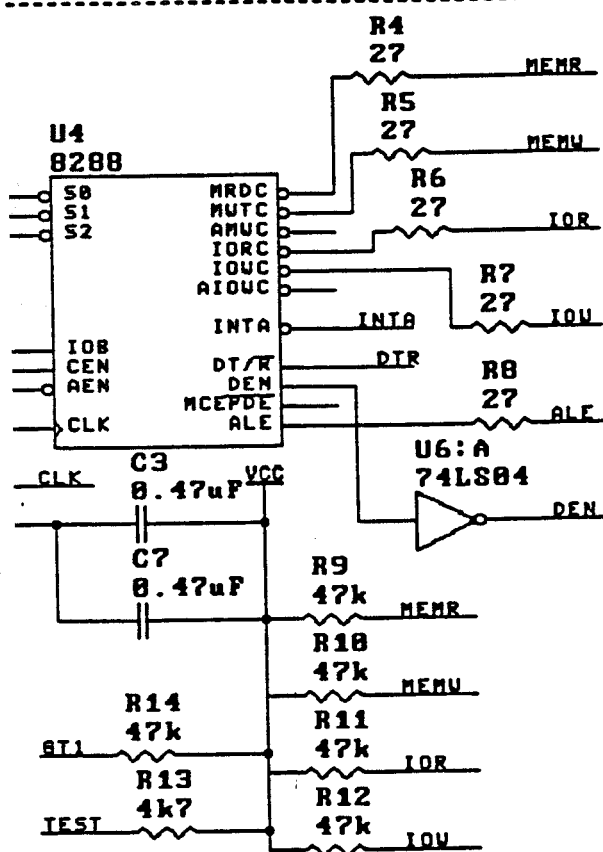 R4
27
MEMR
R5
27
MEMW
U4
8288
R6
27
IOR
S0
S1
S2
MRDC
MWTC
AMWC
IORC
IOWC
AIOWC
R7
27
IOW
INTA
INTA
IOB
CEN
AEN
DT/R
DTR
DEN
MCEPDE
R8
27
CLK
ALE
ALE
U6:A
74LS04
DEN
CLK
C3
0.47uF
VCC
C7
0.47uF
R9
47k
MEMR
R10
47k
MEMW
R14
47k
R11
47k
IOR
R13
4k7
TEST
R12
47k
IOW